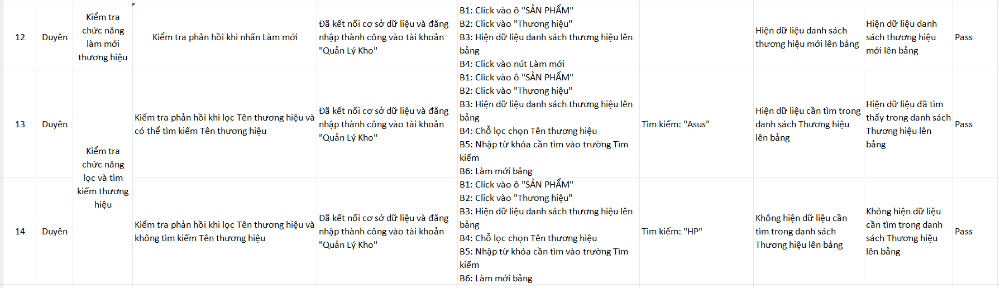 12
Duyên
Kiểm tra
chức năng
làm mới
thương hiệu
Kiểm tra phản hồi khi nhấn Làm mới
Đã kết nối cơ sở dữ liệu và đăng
nhập thành công vào tài khoản
"Quản Lý Kho"
B1: Click vào ô "SẢN PHẨM"
B2: Click vào "Thương hiệu"
B3: Hiện dữ liệu danh sách thương hiệu lên
bảng
B4: Click vào nút Làm mới
Hiện dữ liệu danh sách
thương hiệu mới lên bảng
Hiện dữ liệu danh
sách thương hiệu
mới lên bảng
Pass
13
Duyên
Kiểm tra
chức năng
lọc và tìm
kiếm thương
hiệu
Kiểm tra phản hồi khi lọc Tên thương hiệu và
có thể tìm kiếm Tên thương hiệu
Đã kết nối cơ sở dữ liệu và đăng
nhập thành công vào tài khoản
"Quản Lý Kho"
B1: Click vào ô "SẢN PHẨM"
B2: Click vào "Thương hiệu"
B3: Hiện dữ liệu danh sách thương hiệu lên
bảng
B4: Chỗ lọc chọn Tên thương hiệu
B5: Nhập từ khóa cần tìm vào trường Tìm
kiếm
B6: Làm mới bảng
Tìm kiếm: "Asus"
Hiện dữ liệu cần tìm trong
danh sách Thương hiệu
lên bảng
Hiện dữ liệu đã tìm
thấy trong danh sách
Thương hiệu lên
bảng
Pass
14
Duyên
Kiểm tra phản hồi khi lọc Tên thương hiệu và
không tìm kiếm Tên thương hiệu
Đã kết nối cơ sở dữ liệu và đăng
nhập thành công vào tài khoản
"Quản Lý Kho"
B1: Click vào ô "SẢN PHẨM"
B2: Click vào "Thương hiệu"
B3: Hiện dữ liệu danh sách thương hiệu lên
bảng
B4: Chỗ lọc chọn Tên thương hiệu
B5: Nhập từ khóa cần tìm vào trường Tìm
kiếm
B6: Làm mới bảng
Tìm kiếm: "HP"
Không hiện dữ liệu cần
tìm trong danh sách
Thương hiệu lên bảng
Không hiện dữ liệu
cần tìm trong danh
sách Thương hiệu
lên bảng
Pass